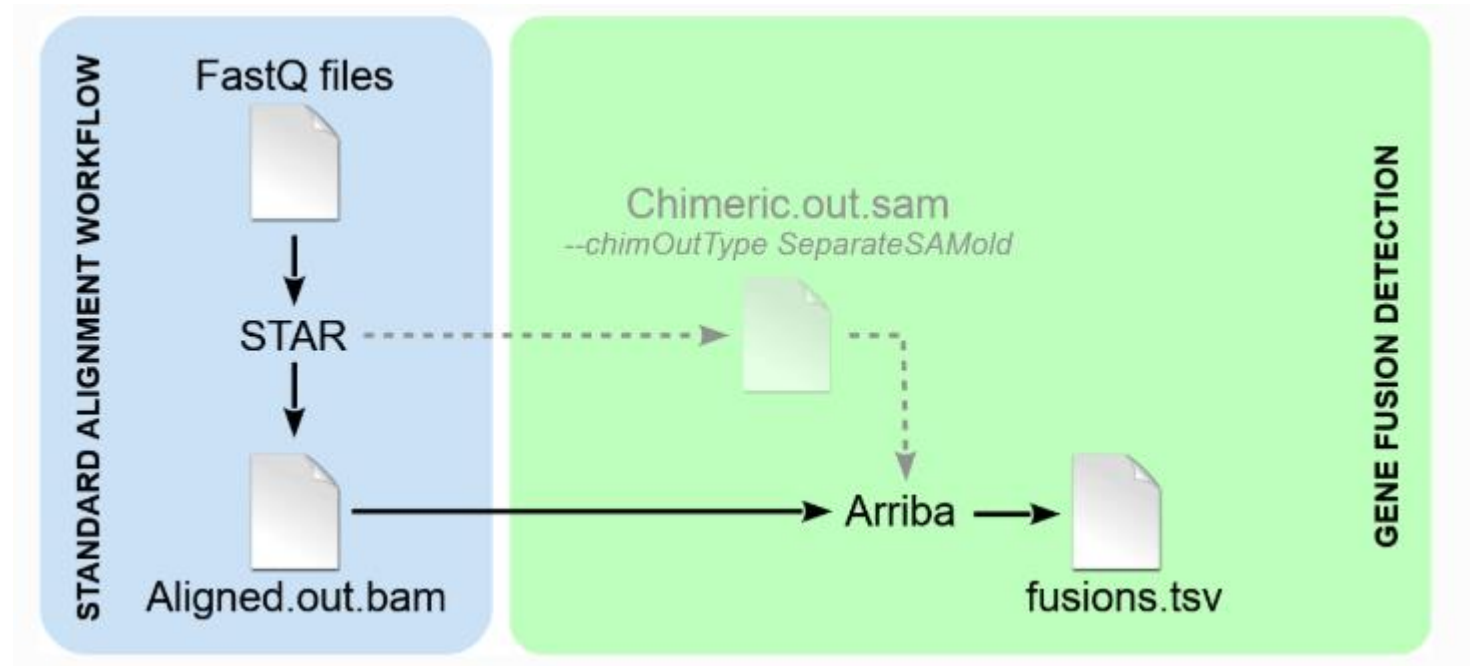 STANDARD ALIGNMENT WORKFLOW
FastQ files
STAR
Aligned.out.bam
Chimeric.out.sam
--chimOutType SeparateSAMold
Arriba
fusions.tsv
GENE FUSION DETECTION